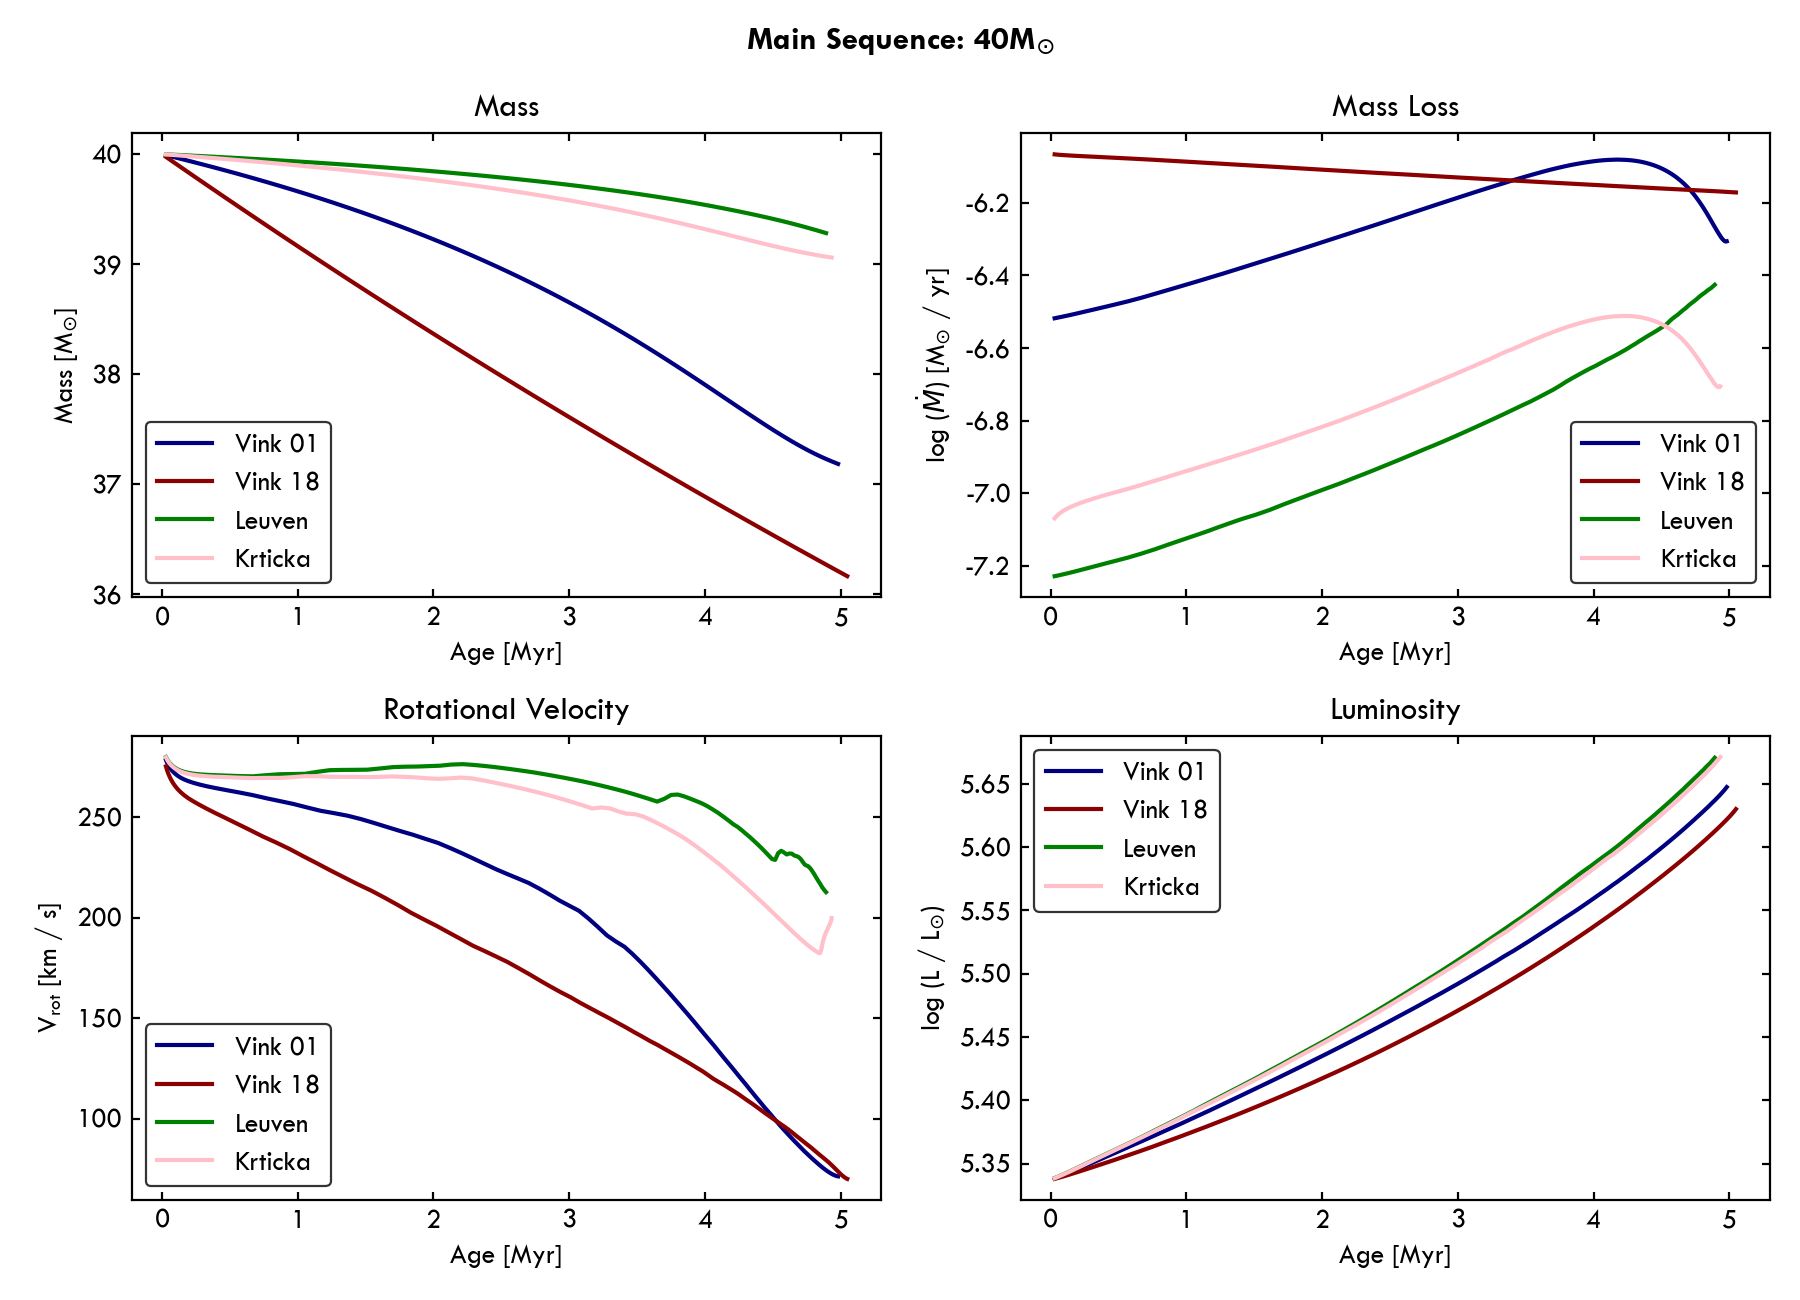 Main Sequence: 40M⊙
Mass
40
39
38
37
36
Mass [M⊙]
Vink 01
Vink 18
Leuven
Krticka
0 1 2 3 4 5
Age [Myr]
Mass Loss
-6.2
-6.4
-6.6
-6.8
-7.0
-7.2
log (Ṁ) [M⊙ / yr]
Vink 01
Vink 18
Leuven
Krticka
0 1 2 3 4 5
Age [Myr]
Rotational Velocity
250
200
150
100
Vrot [km / s]
Vink 01
Vink 18
Leuven
Krticka
0 1 2 3 4 5
Age [Myr]
Luminosity
5.65
5.60
5.55
5.50
5.45
5.40
5.35
log (L / L⊙)
Vink 01
Vink 18
Leuven
Krticka
0 1 2 3 4 5
Age [Myr]